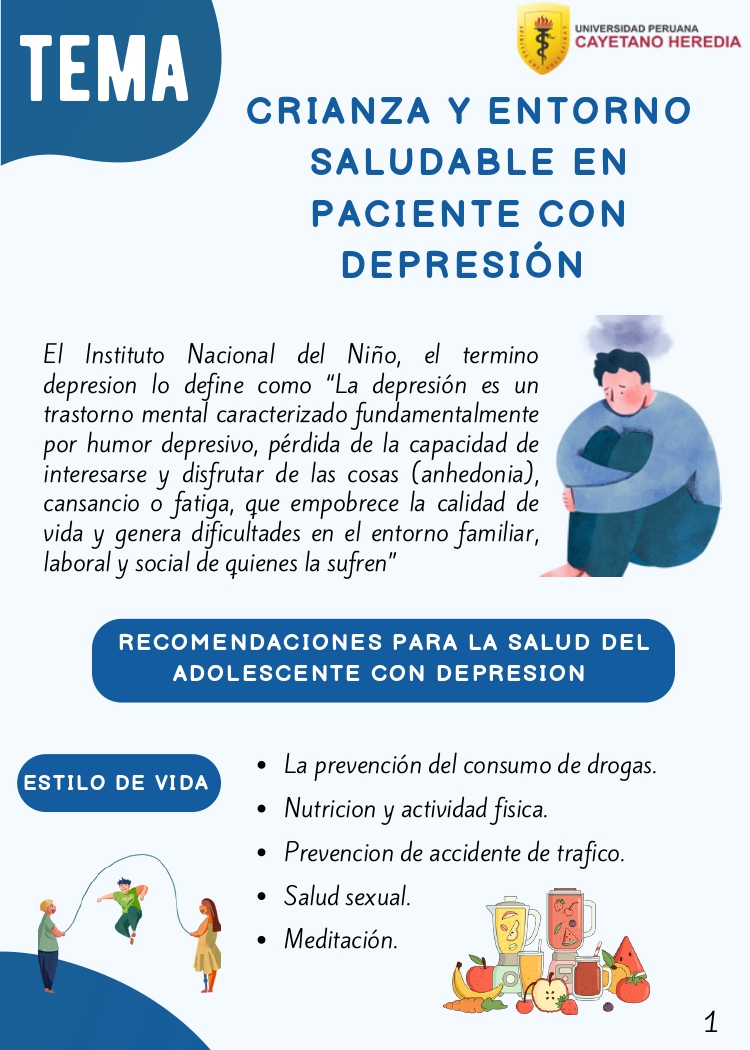 TEMA
UNIVERSIDAD PERUANA
CAYETANO HEREDIA
CRIANZA Y ENTORNO
SALUDABLE EN
PACIENTE CON
DEPRESIÓN
El Instituto Nacional del Niño, el termino
depresion lo define como “La depresión es un
trastorno mental caracterizado fundamentalmente
por humor depresivo, pérdida de la capacidad de
interesarse y disfrutar de las cosas (anhedonia),
cansancio o fatiga, que empobrece la calidad de
vida y genera dificultades en el entorno familiar,
laboral y social de quienes la sufren”
RECOMENDACIONES PARA LA SALUD DEL
ADOLESCENTE CON DEPRESION
ESTILO DE VIDA
• La prevención del consumo de drogas.
• Nutricion y actividad fisica.
• Prevencion de accidente de trafico.
• Salud sexual.
• Meditación.
1